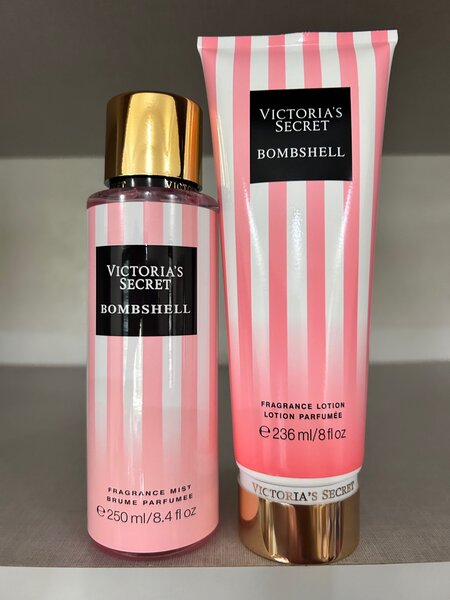 VICTORIA'S
SECRET
BOMBSHELL
FRAGRANCE MIST
BRUME PARFUMÉE
℮ 250 ml/8.4 fl oz
VICTORIA'S
SECRET
BOMBSHELL
FRAGRANCE LOTION
LOTION PARFUMÉE
℮ 236 ml/8 fl oz
VICTORIA'S SECRET